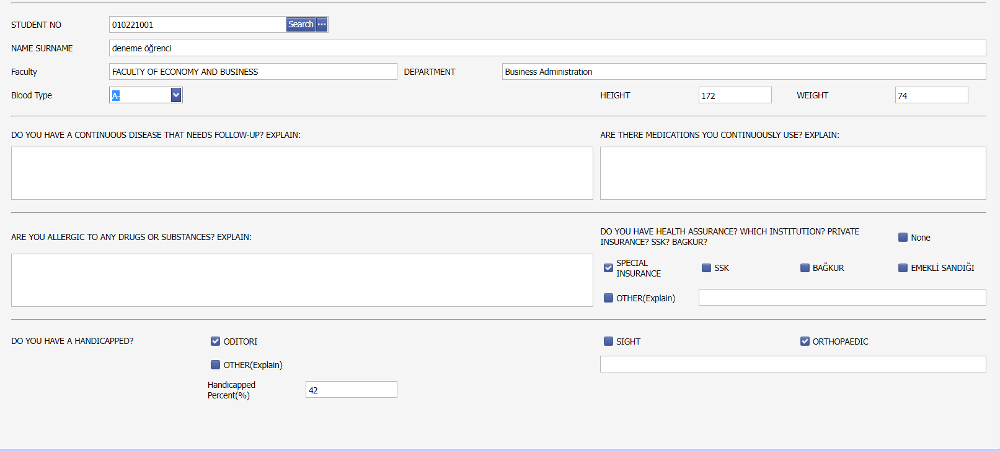 STUDENT NO 010221001 Search ...
NAME SURNAME deneme öğrenci
Faculty FACULTY OF ECONOMY AND BUSINESS DEPARTMENT Business Administration
Blood Type A- HEIGHT 172 WEIGHT 74
DO YOU HAVE A CONTINUOUS DISEASE THAT NEEDS FOLLOW-UP? EXPLAIN:
ARE THERE MEDICATIONS YOU CONTINUOUSLY USE? EXPLAIN:
ARE YOU ALLERGIC TO ANY DRUGS OR SUBSTANCES? EXPLAIN:
DO YOU HAVE HEALTH ASSURANCE? WHICH INSTITUTION? PRIVATE
INSURANCE? SSK? BAGKUR?
None
SPECIAL
INSURANCE
SSK
BAĞKUR
EMEKLİ SANDIĞI
OTHER(Explain)
DO YOU HAVE A HANDICAPPED? ODITORI SIGHT ORTHOPAEDIC
OTHER(Explain)
Handicapped
Percent(%)
42